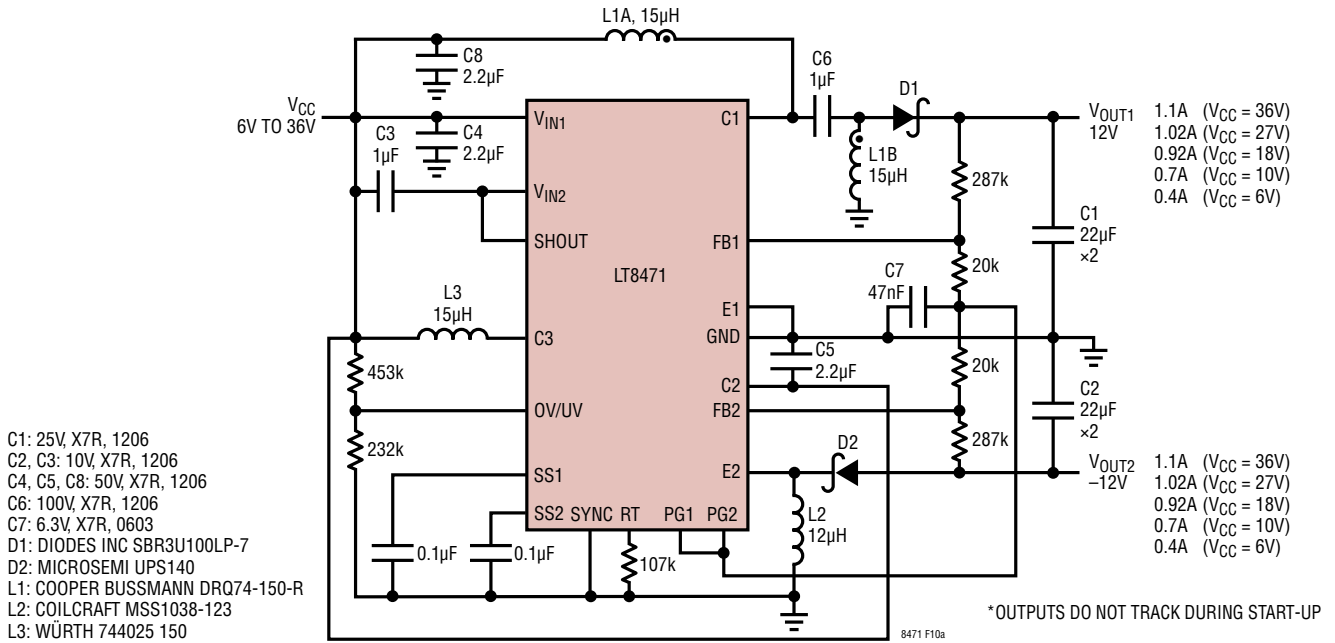 L1A, 15µH
C8
2.2µF
VCC
6V TO 36V
C4
2.2µF
C3
1µF
L3
15µH
453k
232k
VIN1
VIN2
SHOUT
C3
OV/UV
SS1
SS2
SYNC
RT
PG1
PG2
LT8471
C1
FB1
E1
GND
C2
FB2
E2
C6
1µF
D1
L1B
15µH
287k
20k
C7
47nF
C5
2.2µF
20k
287k
D2
L2
12µH
0.1µF
0.1µF
107k
C1
22µF
×2
C2
22µF
×2
VOUT1
12V
1.1A (VCC = 36V)
1.02A (VCC = 27V)
0.92A (VCC = 18V)
0.7A (VCC = 10V)
0.4A (VCC = 6V)
VOUT2
–12V
1.1A (VCC = 36V)
1.02A (VCC = 27V)
0.92A (VCC = 18V)
0.7A (VCC = 10V)
0.4A (VCC = 6V)
C1: 25V, X7R, 1206
C2, C3: 10V, X7R, 1206
C4, C5, C8: 50V, X7R, 1206
C6: 100V, X7R, 1206
C7: 6.3V, X7R, 0603
D1: DIODES INC SBR3U100LP-7
D2: MICROSEMI UPS140
L1: COOPER BUSSMANN DRQ74-150-R
L2: COILCRAFT MSS1038-123
L3: WÜRTH 744025 150
*OUTPUTS DO NOT TRACK DURING START-UP
8471 F10a